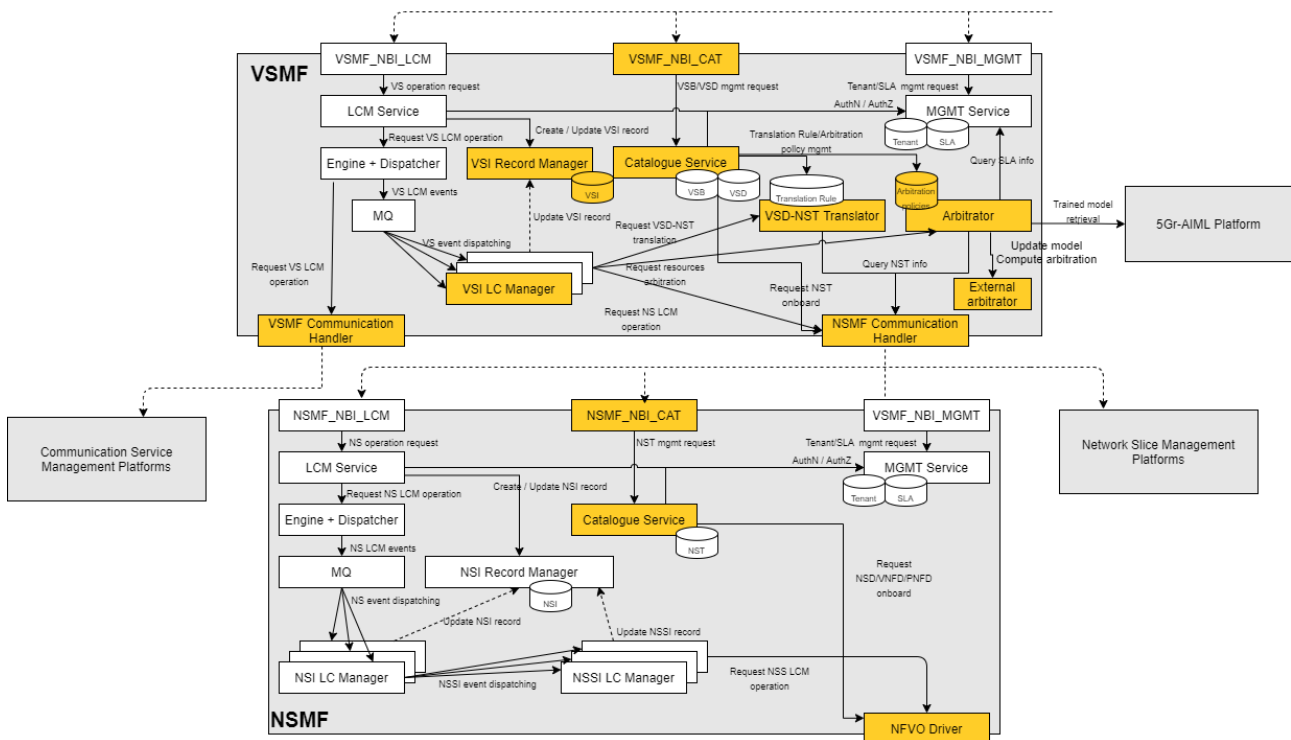 VSMF
VSMF_NBI_LCM
VSMF_NBI_CAT
VSMF_NBI_MGMT
VS operation request
VSB/VSD mgmt request
Tenant/SLA mgmt request
LCM Service
AuthN / AuthZ
MGMT Service
Tenant
SLA
Request VS LCM operation
Create / Update VSI record
Translation Rule/Arbitration
policy mgmt
Engine + Dispatcher
VSI Record Manager
VSI
Catalogue Service
VSB
VSD
Query SLA info
Translation Rule
Arbitration
policies
VS LCM events
MQ
Update VSI record
VSD-NST Translator
Arbitrator
Trained model
retrieval
5Gr-AIML Platform
Request VSD-NST
translation
VS event dispatching
Update model
Compute arbitration
Request VS LCM
operation
Request resources
arbitration
Query NST info
VSI LC Manager
Request NST
onboard
External
arbitrator
Request NS LCM
operation
VSMF Communication
Handler
NSMF Communication
Handler
NSMF_NBI_LCM
NSMF_NBI_CAT
VSMF_NBI_MGMT
Communication Service
Management Platforms
Network Slice Management
Platforms
NS operation request
NST mgmt request
Tenant/SLA mgmt request
LCM Service
AuthN / AuthZ
MGMT Service
Tenant
SLA
Request NS LCM operation
Create / Update NSI record
Engine + Dispatcher
Catalogue Service
NST
NS LCM events
MQ
NSI Record Manager
NSI
Request
NSD/VNFD/PNFD
onboard
NS event dispatching
Update NSI record
Update NSSI record
NSI LC Manager
NSSI event dispatching
NSSI LC Manager
Request NSS LCM
operation
NSMF
NFVO Driver